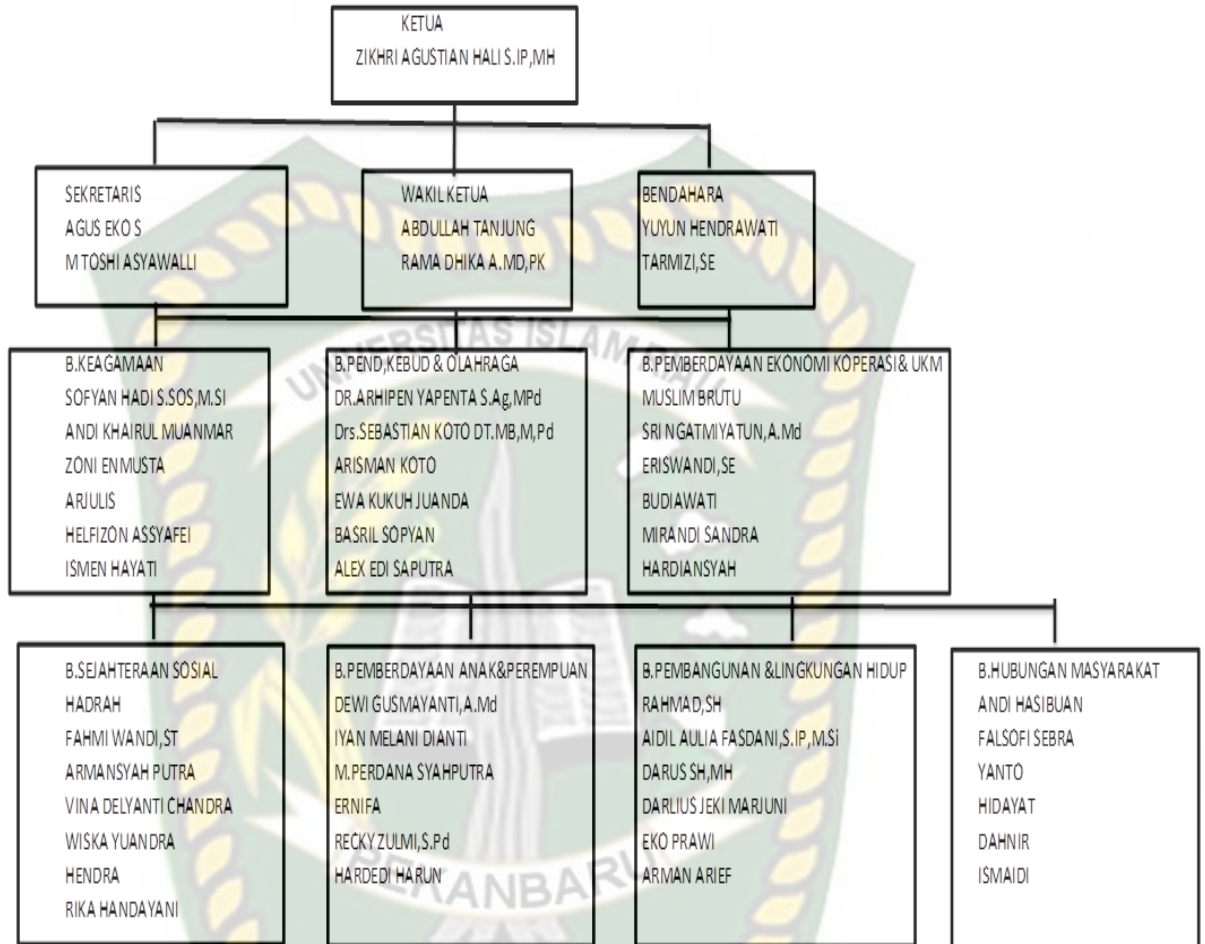 KETUA
ZIKHRI AGUSTIAN HALI S.IP,MH
SEKRETARIS
AGUS EKO S
M TOSHI ASYAWALLI
WAKIL KETUA
ABDULLAH TANJUNG
RAMA DHIKA A.MD,PK
BENDAHARA
YUYUN HENDRAWATI
TARMIZI,SE
UNIVERSITAS ISLAM RIAU
B.KEAGAMAAN
SOFYAN HADI S.SOS,M.SI
ANDI KHAIRUL MUANMAR
ZONI ENMUSTA
ARJULIS
HELFIZON ASSYAFEI
ISMEN HAYATI
B.PEND,KEBUD & OLAHRAGA
DR.ARHIPEN YAPENTA S.Ag,MPd
Drs.SEBASTIAN KOTO DT.MB,M,Pd
ARISMAN KOTO
EWA KUKUH JUANDA
BASRIL SOPYAN
ALEX EDI SAPUTRA
B.PEMBERDAYAAN EKONOMI KOPERASI& UKM
MUSLIM BRUTU
SRI NGATMIYATUN,A.Md
ERISWANDI,SE
BUDIAWATI
MIRANDI SANDRA
HARDIANSYAH
B.SEJAHTERAAN SOSIAL
HADRAH
FAHMI WANDI,ST
ARMANSYAH PUTRA
VINA DELYANTI CHANDRA
WISKA YUANDRA
HENDRA
RIKA HANDAYANI
B.PEMBERDAYAAN ANAK&PEREMPUAN
DEWI GUSMAYANTI,A.Md
IYAN MELANI DIANTI
M.PERDANA SYAHPUTRA
ERNIFA
RECKY ZULMI,S.Pd
HARDEDI HARUN
B.PEMBANGUNAN &LINGKUNGAN HIDUP
RAHMAD,SH
AIDIL AULIA FASDANI,S.IP,M.Si
DARUS SH,MH
DARLIUS JEKI MARJUNI
EKO PRAWI
ARMAN ARIEF
B.HUBUNGAN MASYARAKAT
ANDI HASIBUAN
FALSOFI SEBRA
YANTO
HIDAYAT
DAHNIR
ISMAIDI
PEKANBARU